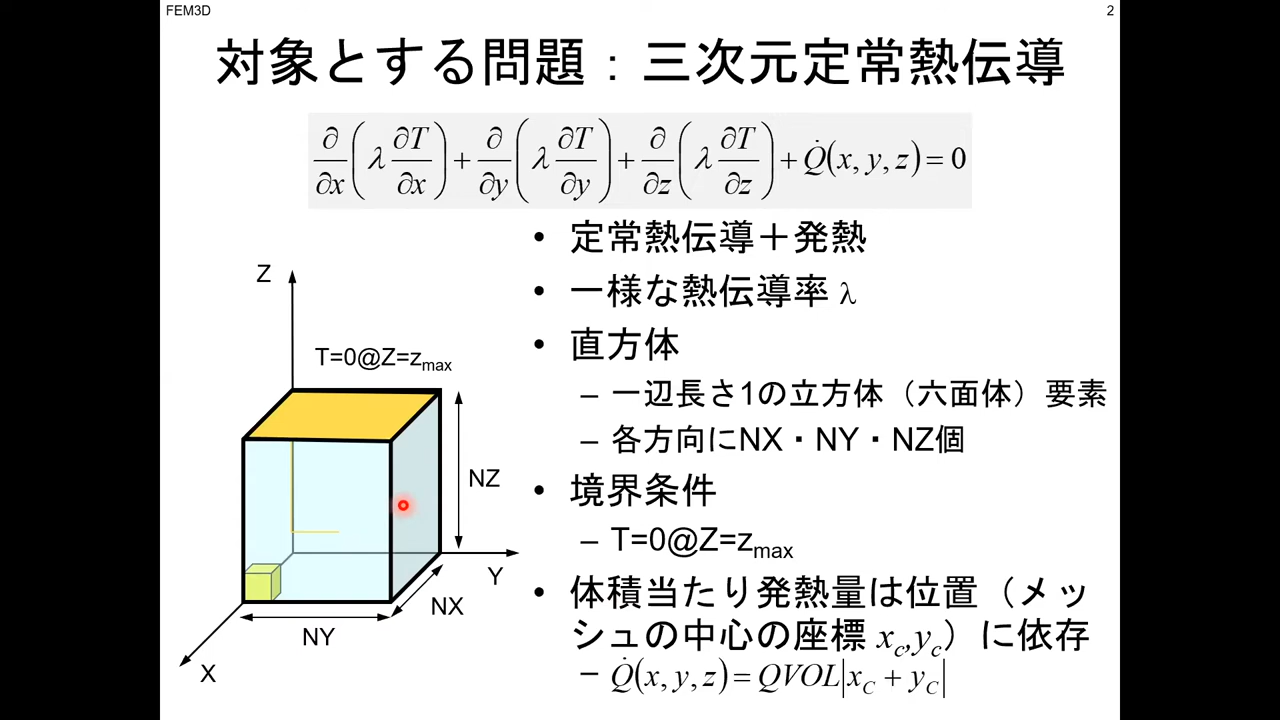 FEM3D
2
対象とする問題：三次元定常熱伝導
∂/∂x(λ ∂T/∂x) + ∂/∂y(λ ∂T/∂y) + ∂/∂z(λ ∂T/∂z) + Q̇(x, y, z) = 0
• 定常熱伝導＋発熱
• 一様な熱伝導率 λ
• 直方体
– 一辺長さ1の立方体（六面体）要素
– 各方向にNX・NY・NZ個
• 境界条件
– T=0@Z=zmax
• 体積当たり発熱量は位置（メッ
シュの中心の座標 xc,yc）に依存
– Q̇(x, y, z) = QVOL|xC + yC|
Z
T=0@Z=zmax
NZ
Y
NX
NY
X